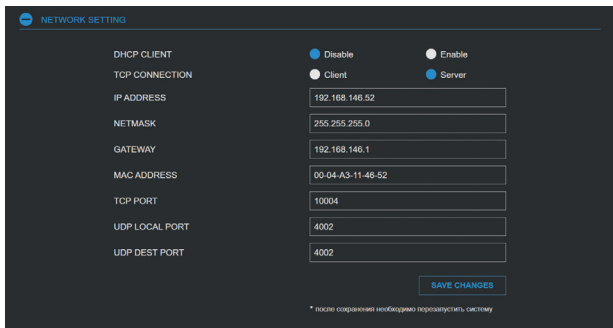 NETWORK SETTING
DHCP CLIENT Disable Enable
TCP CONNECTION Client Server
IP ADDRESS 192.168.146.52
NETMASK 255.255.255.0
GATEWAY 192.168.146.1
MAC ADDRESS 00-04-A3-11-46-52
TCP PORT 10004
UDP LOCAL PORT 4002
UDP DEST PORT 4002
SAVE CHANGES
* после сохранения необходимо перезапустить систему